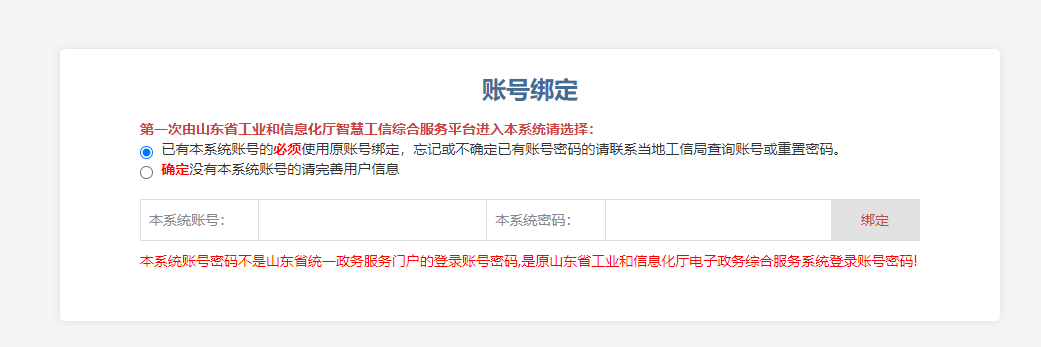 账号绑定
第一次由山东省工业和信息化厅智慧工信综合服务平台进入本系统请选择：
已有本系统账号的必须使用原账号绑定，忘记或不确定已有账号密码的请联系当地工信局查询账号或重置密码。
确定没有本系统账号的请完善用户信息
本系统账号： 本系统密码： 绑定
本系统账号密码不是山东省统一政务服务门户的登录账号密码,是原山东省工业和信息化厅电子政务综合服务系统登录账号密码!